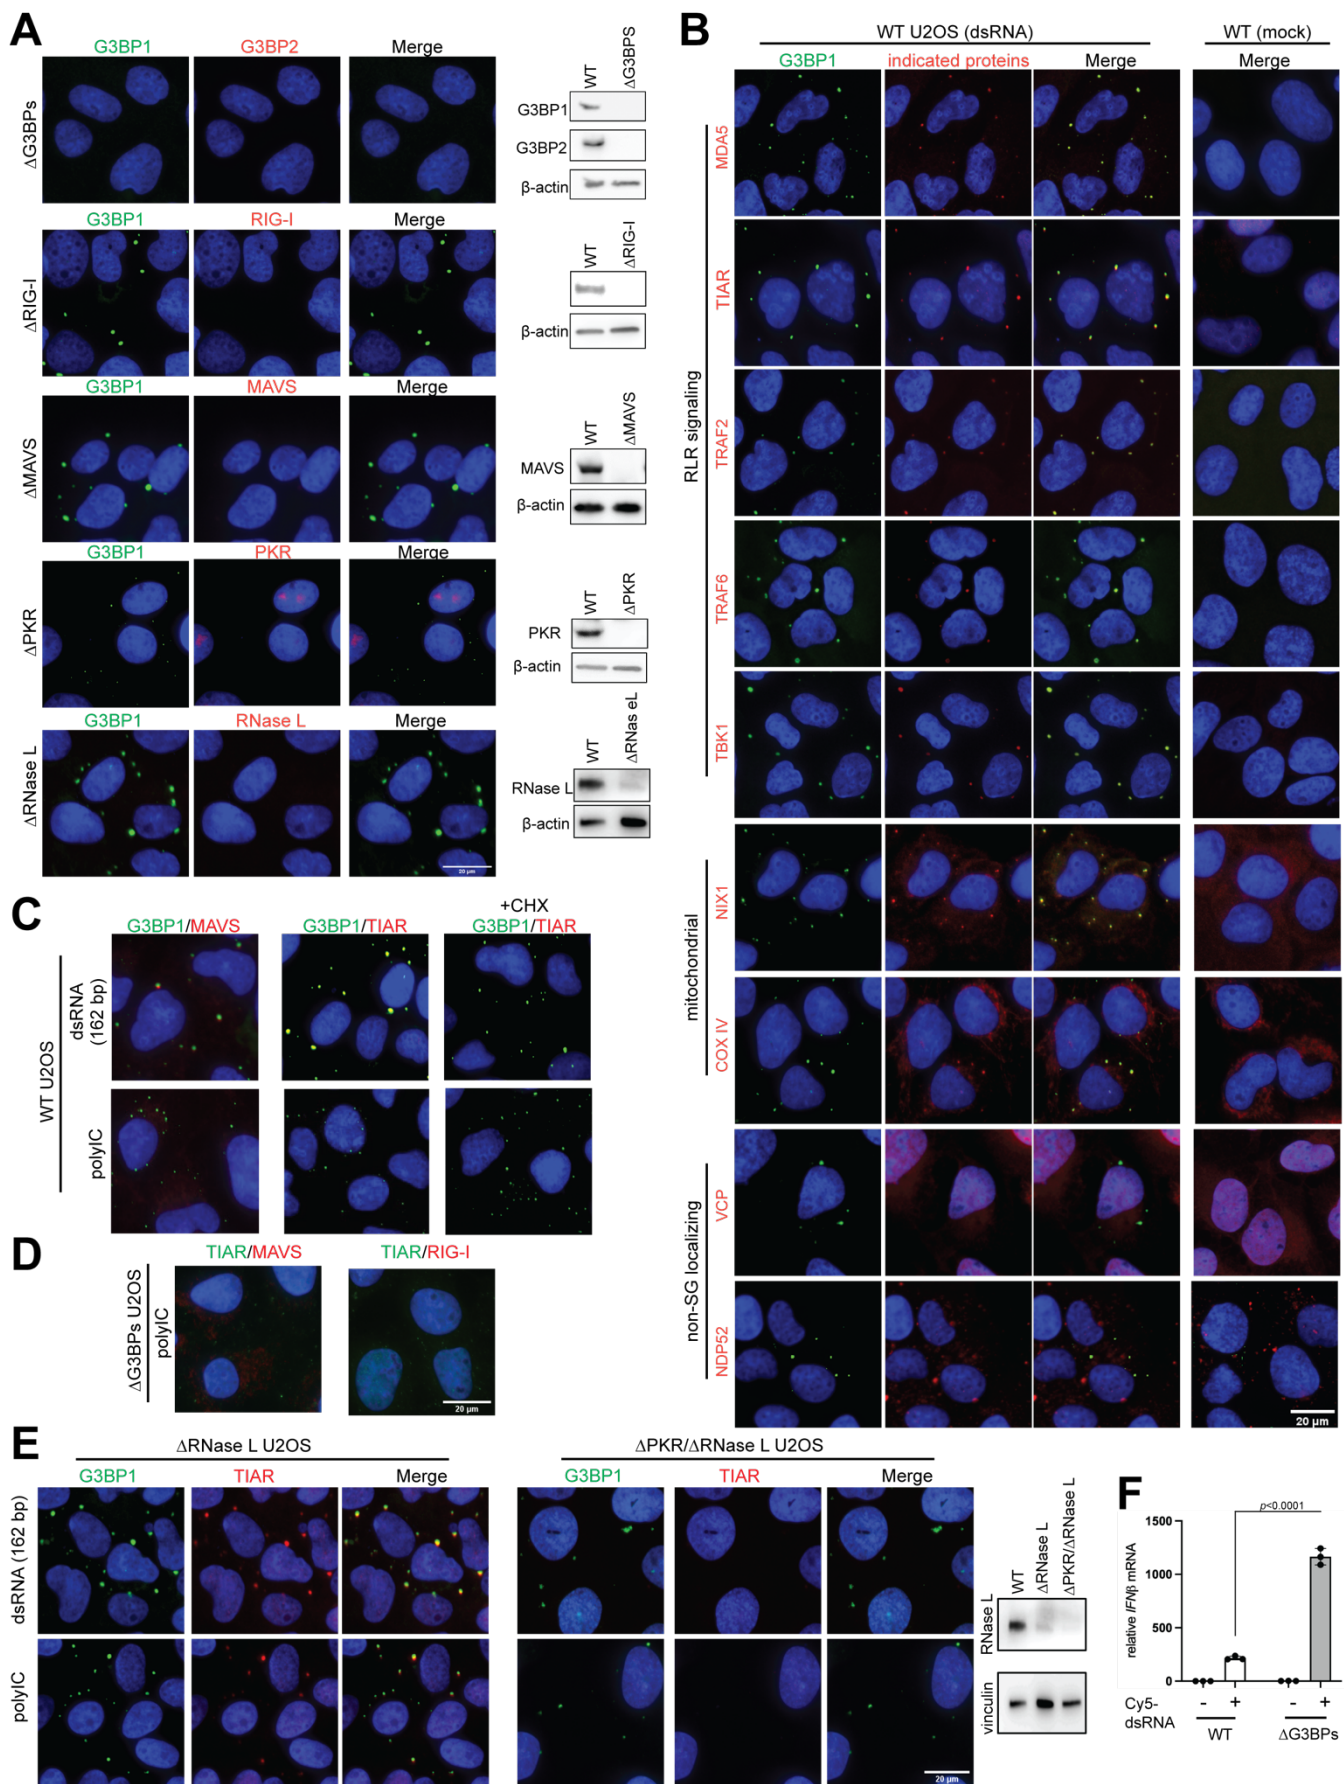 A
G3BP1 G3BP2 Merge
ΔG3BPs
WT ΔG3BPS
G3BP1
G3BP2
β-actin
G3BP1 RIG-I Merge
ΔRIG-I
WT ΔRIG-I
β-actin
G3BP1 MAVS Merge
ΔMAVS
WT ΔMAVS
MAVS
β-actin
G3BP1 PKR Merge
ΔPKR
WT ΔPKR
PKR
β-actin
G3BP1 RNase L Merge
ΔRNase L
WT ΔRNas eL
RNase L
β-actin
20 µm
B
WT U2OS (dsRNA) WT (mock)
G3BP1 indicated proteins Merge Merge
RLR signaling
MDA5
TIAR
TRAF2
TRAF6
TBK1
mitochondrial
NIX1
COX IV
non-SG localizing
VCP
NDP52
20 µm
C
+CHX
G3BP1/MAVS G3BP1/TIAR G3BP1/TIAR
WT U2OS
dsRNA
(162 bp)
polyIC
D
TIAR/MAVS TIAR/RIG-I
ΔG3BPs U2OS
polyIC
20 µm
E
ΔRNase L U2OS ΔPKR/ΔRNase L U2OS
G3BP1 TIAR Merge G3BP1 TIAR Merge
dsRNA (162 bp)
polyIC
20 µm
WT ΔRNase L ΔPKR/ΔRNase L
RNase L
vinculin
F
p<0.0001
relative IFNβ mRNA
1500
1000
500
0
Cy5-
dsRNA
- + - +
WT ΔG3BPs